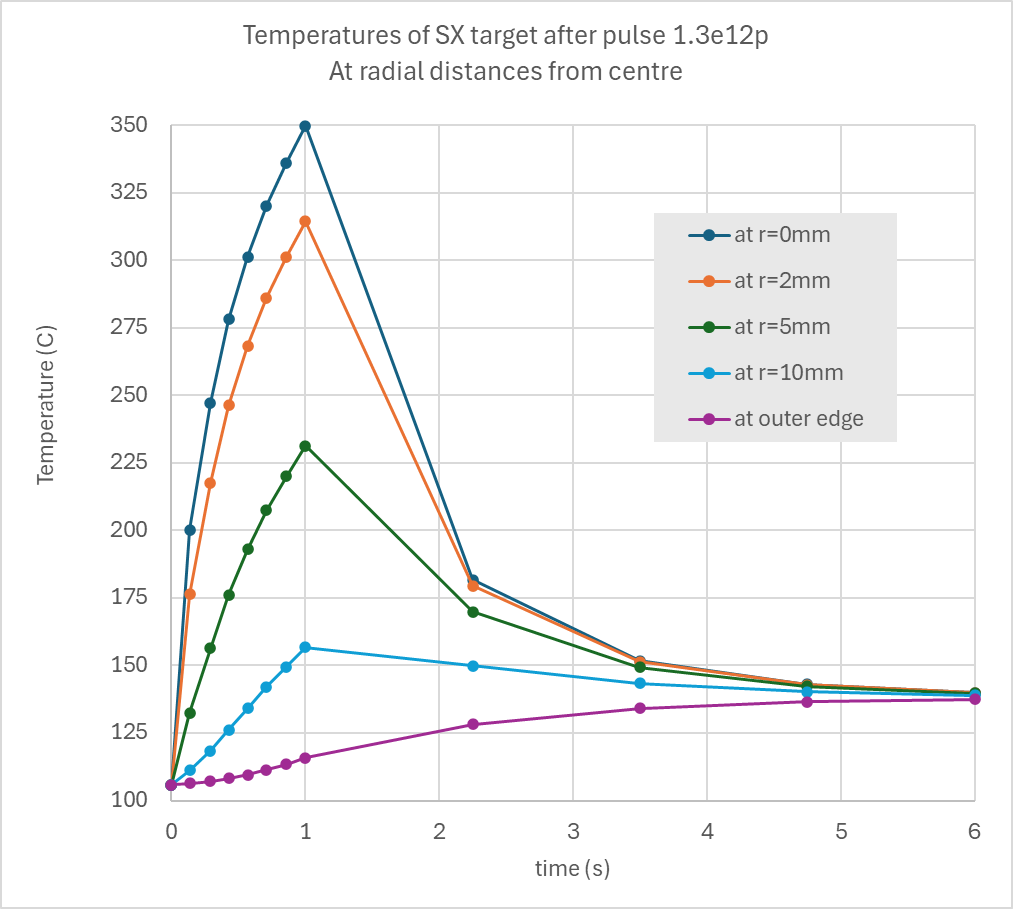 Temperatures of SX target after pulse 1.3e12p
At radial distances from centre
350
325
300
275
250
225
200
175
150
125
100
Temperature (C)
at r=0mm
at r=2mm
at r=5mm
at r=10mm
at outer edge
0 1 2 3 4 5 6
time (s)